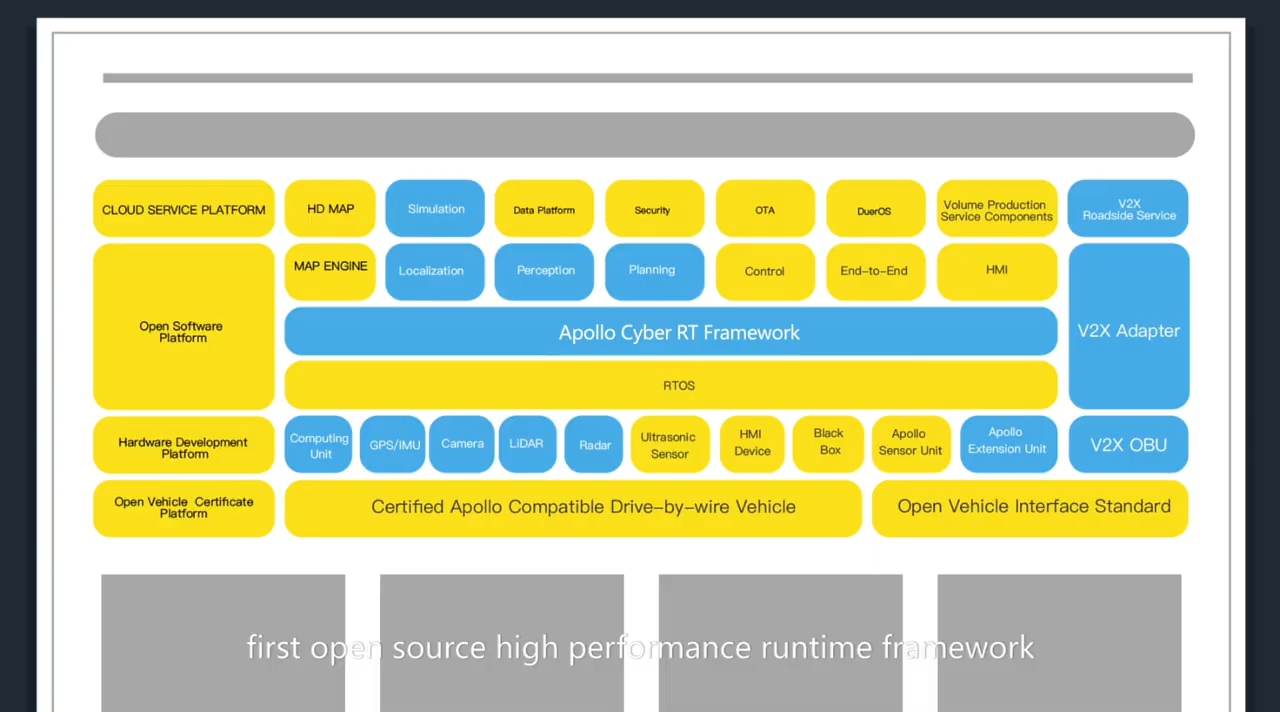 CLOUD SERVICE PLATFORM
HD MAP
Simulation
Data Platform
Security
OTA
DuerOS
Volume Production
Service Components
V2X
Roadside Service
Open Software
Platform
MAP ENGINE
Localization
Perception
Planning
Control
End-to-End
HMI
V2X Adapter
Apollo Cyber RT Framework
RTOS
Hardware Development
Platform
Computing
Unit
GPS/IMU
Camera
LiDAR
Radar
Ultrasonic
Sensor
HMI
Device
Black
Box
Apollo
Sensor Unit
Apollo
Extension Unit
V2X OBU
Open Vehicle Certificate
Platform
Certified Apollo Compatible Drive-by-wire Vehicle
Open Vehicle Interface Standard
first open source high performance runtime framework